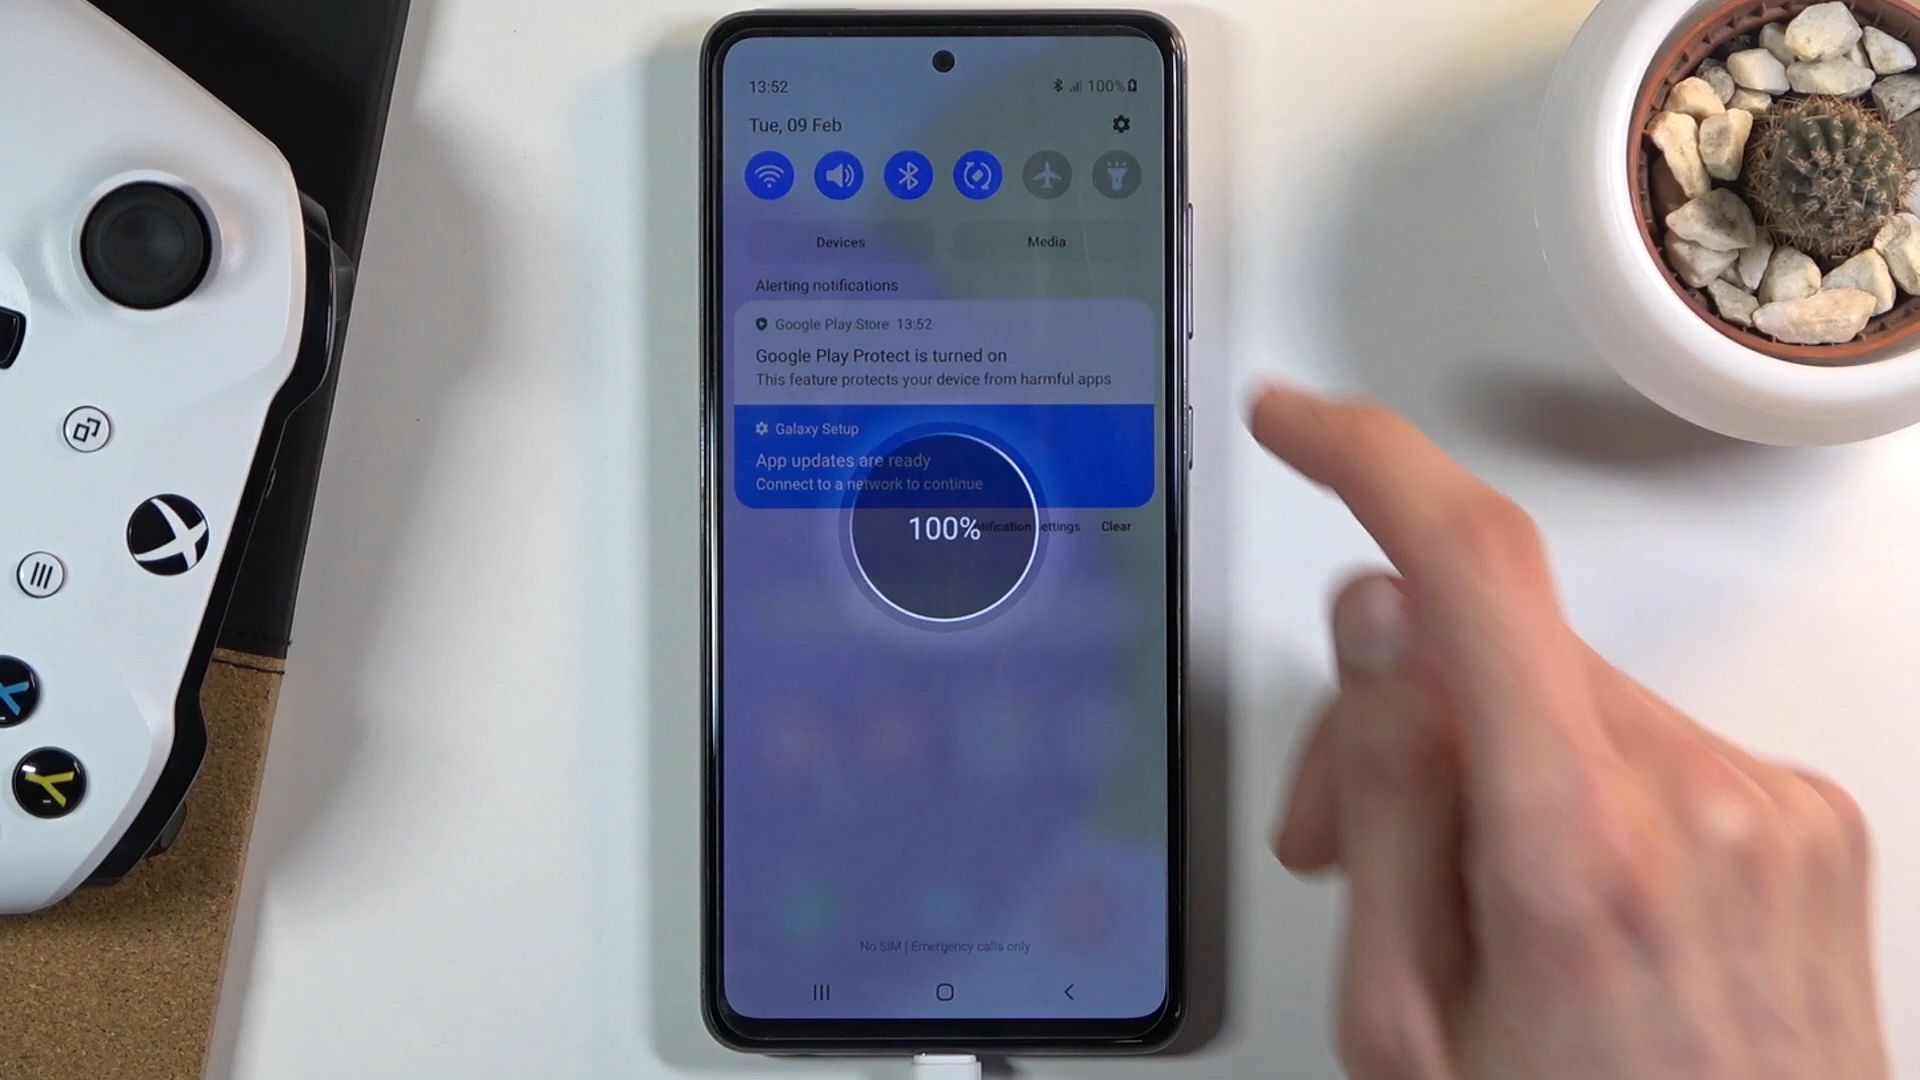 13:52
100%
Tue, 09 Feb
Devices
Media
Alerting notifications
Google Play Store 13:52
Google Play Protect is turned on
This feature protects your device from harmful apps
Galaxy Setup
App updates are ready
Connect to a network to continue
100%
Clear
No SIM | Emergency calls only
X
Y